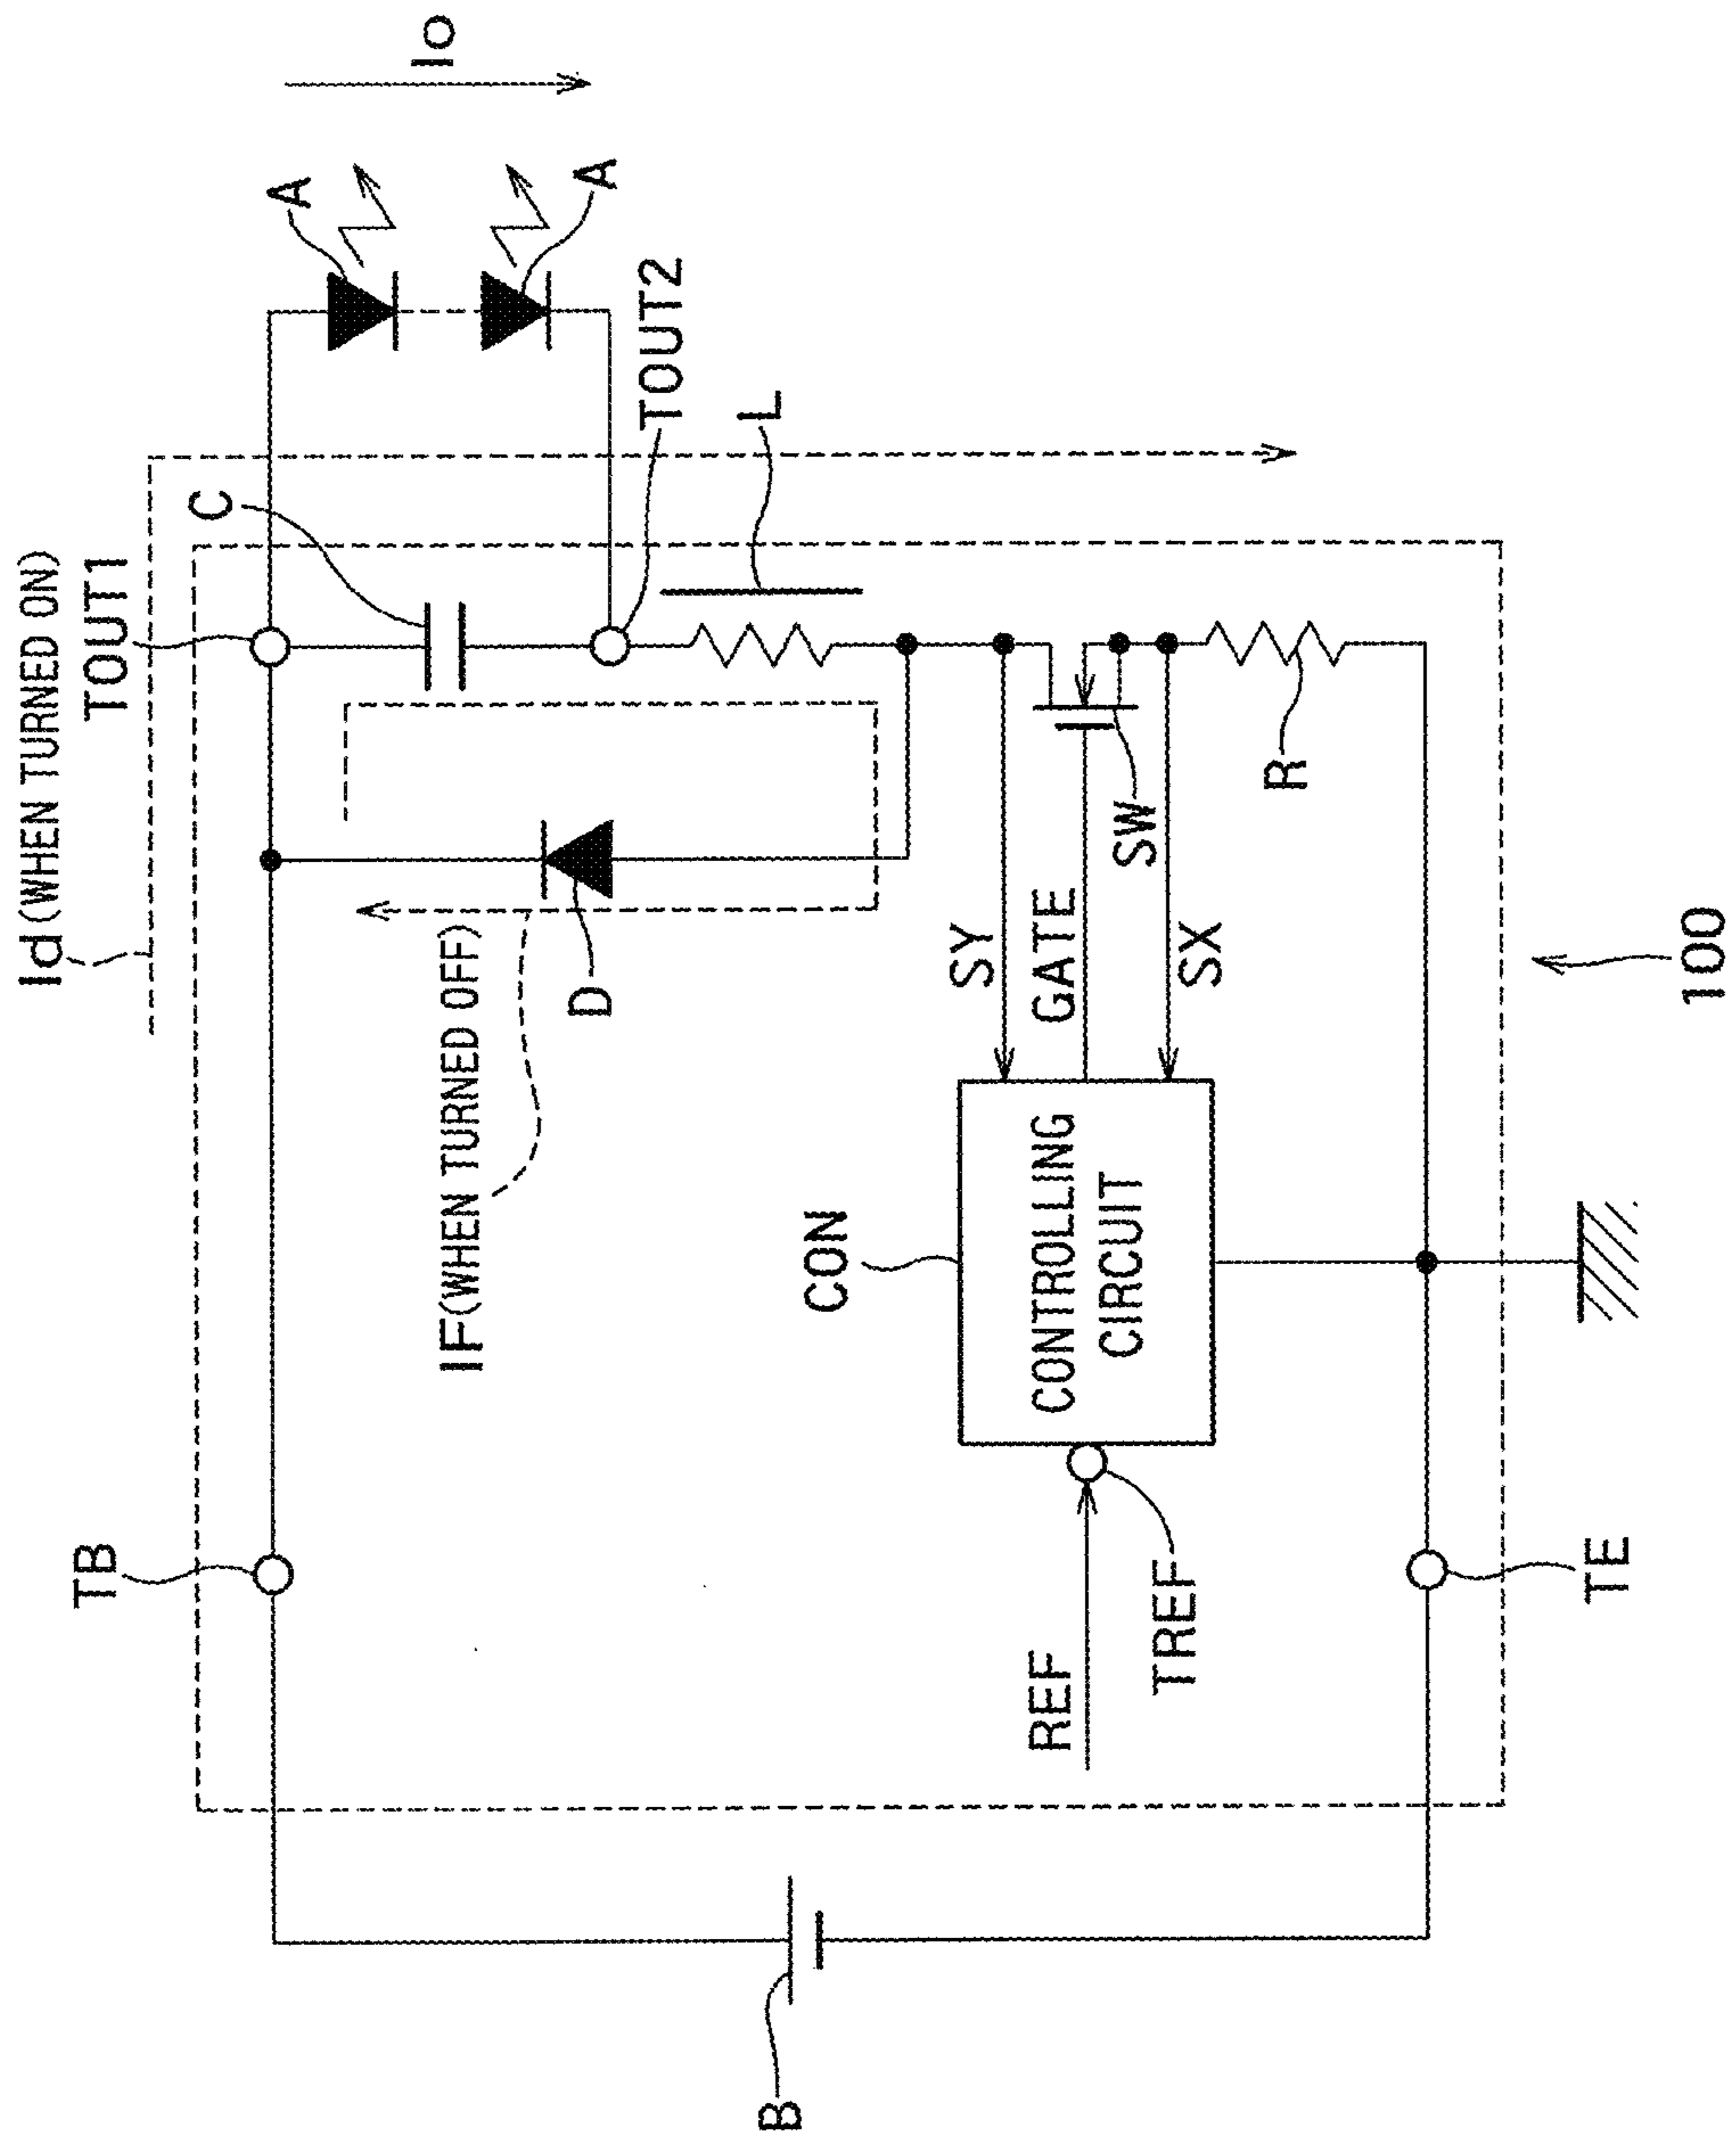 Id(WHEN TURNED ON)
TOUT1
C
A
A
Io
TOUT2
L
TB
IF(WHEN TURNED OFF)
D
B
CON
SY
GATE
SW
SX
R
CONTROLLING
CIRCUIT
REF
TREF
TE
100